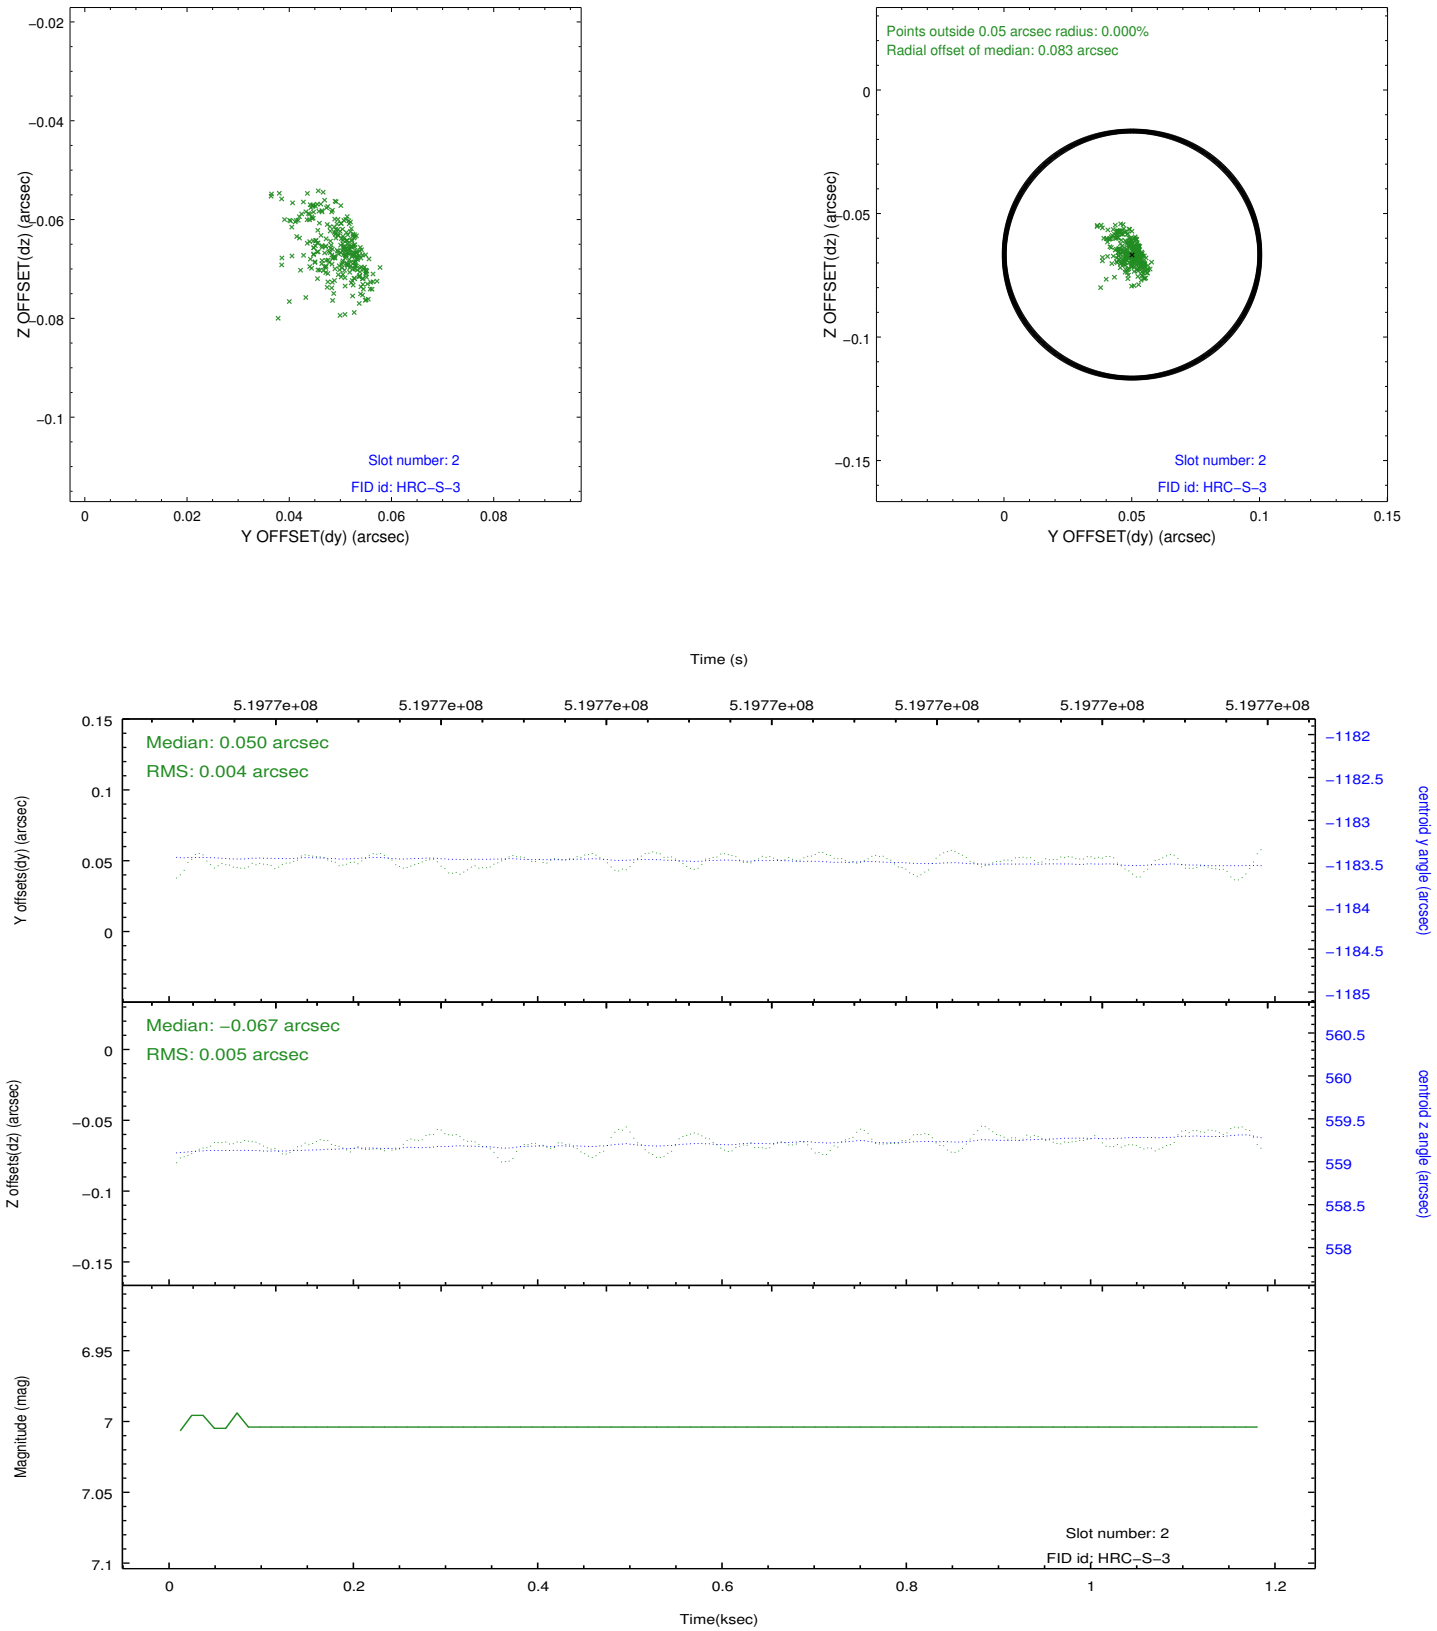 −0.02
−0.04
−0.06
−0.08
−0.1
Z OFFSET(dz) (arcsec)
Slot number: 2
FID id: HRC−S−3
0 0.02 0.04 0.06 0.08
Y OFFSET(dy) (arcsec)
Points outside 0.05 arcsec radius: 0.000%
Radial offset of median: 0.083 arcsec
0
−0.05
−0.1
−0.15
Z OFFSET(dz) (arcsec)
Slot number: 2
FID id: HRC−S−3
0 0.05 0.1 0.15
Y OFFSET(dy) (arcsec)
Time (s)
5.1977e+08 5.1977e+08 5.1977e+08 5.1977e+08 5.1977e+08 5.1977e+08 5.1977e+08
Median: 0.050 arcsec
RMS: 0.004 arcsec
0.15
0.1
0.05
0
Y offsets(dy) (arcsec)
−1182
−1182.5
−1183
−1183.5
−1184
−1184.5
−1185
centroid y angle (arcsec)
Median: −0.067 arcsec
RMS: 0.005 arcsec
0
−0.05
−0.1
−0.15
Z offsets(dz) (arcsec)
560.5
560
559.5
559
558.5
558
centroid z angle (arcsec)
6.95
7
7.05
7.1
Magnitude (mag)
Slot number: 2
FID id: HRC−S−3
0 0.2 0.4 0.6 0.8 1 1.2
Time(ksec)